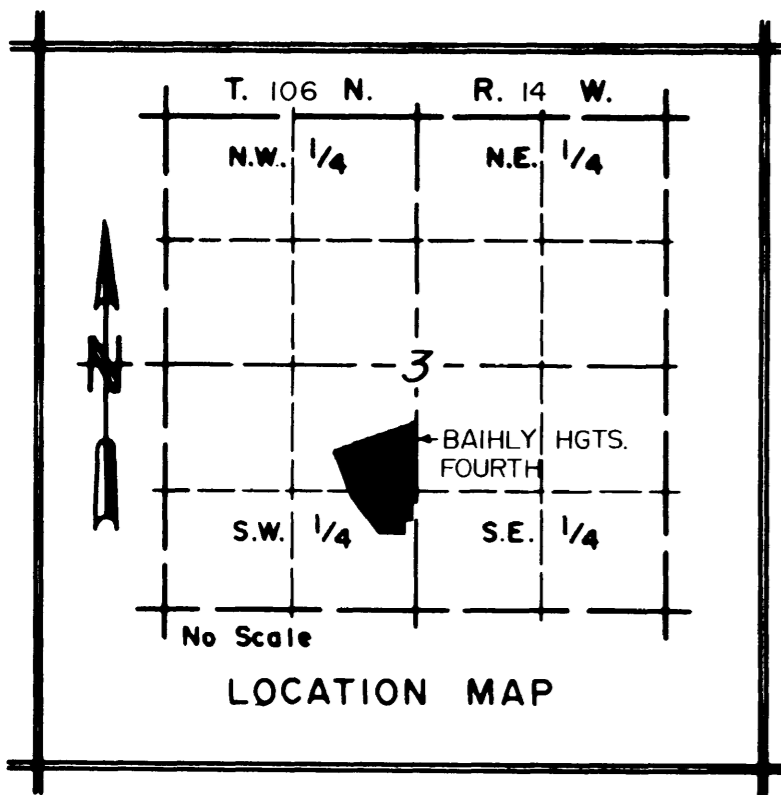 T. 106 N. R. 14 W.
N.W. 1/4 N.E. 1/4
N
3
BAIHLY HGTS.
FOURTH
S.W. 1/4 S.E. 1/4
No Scale
LOCATION MAP